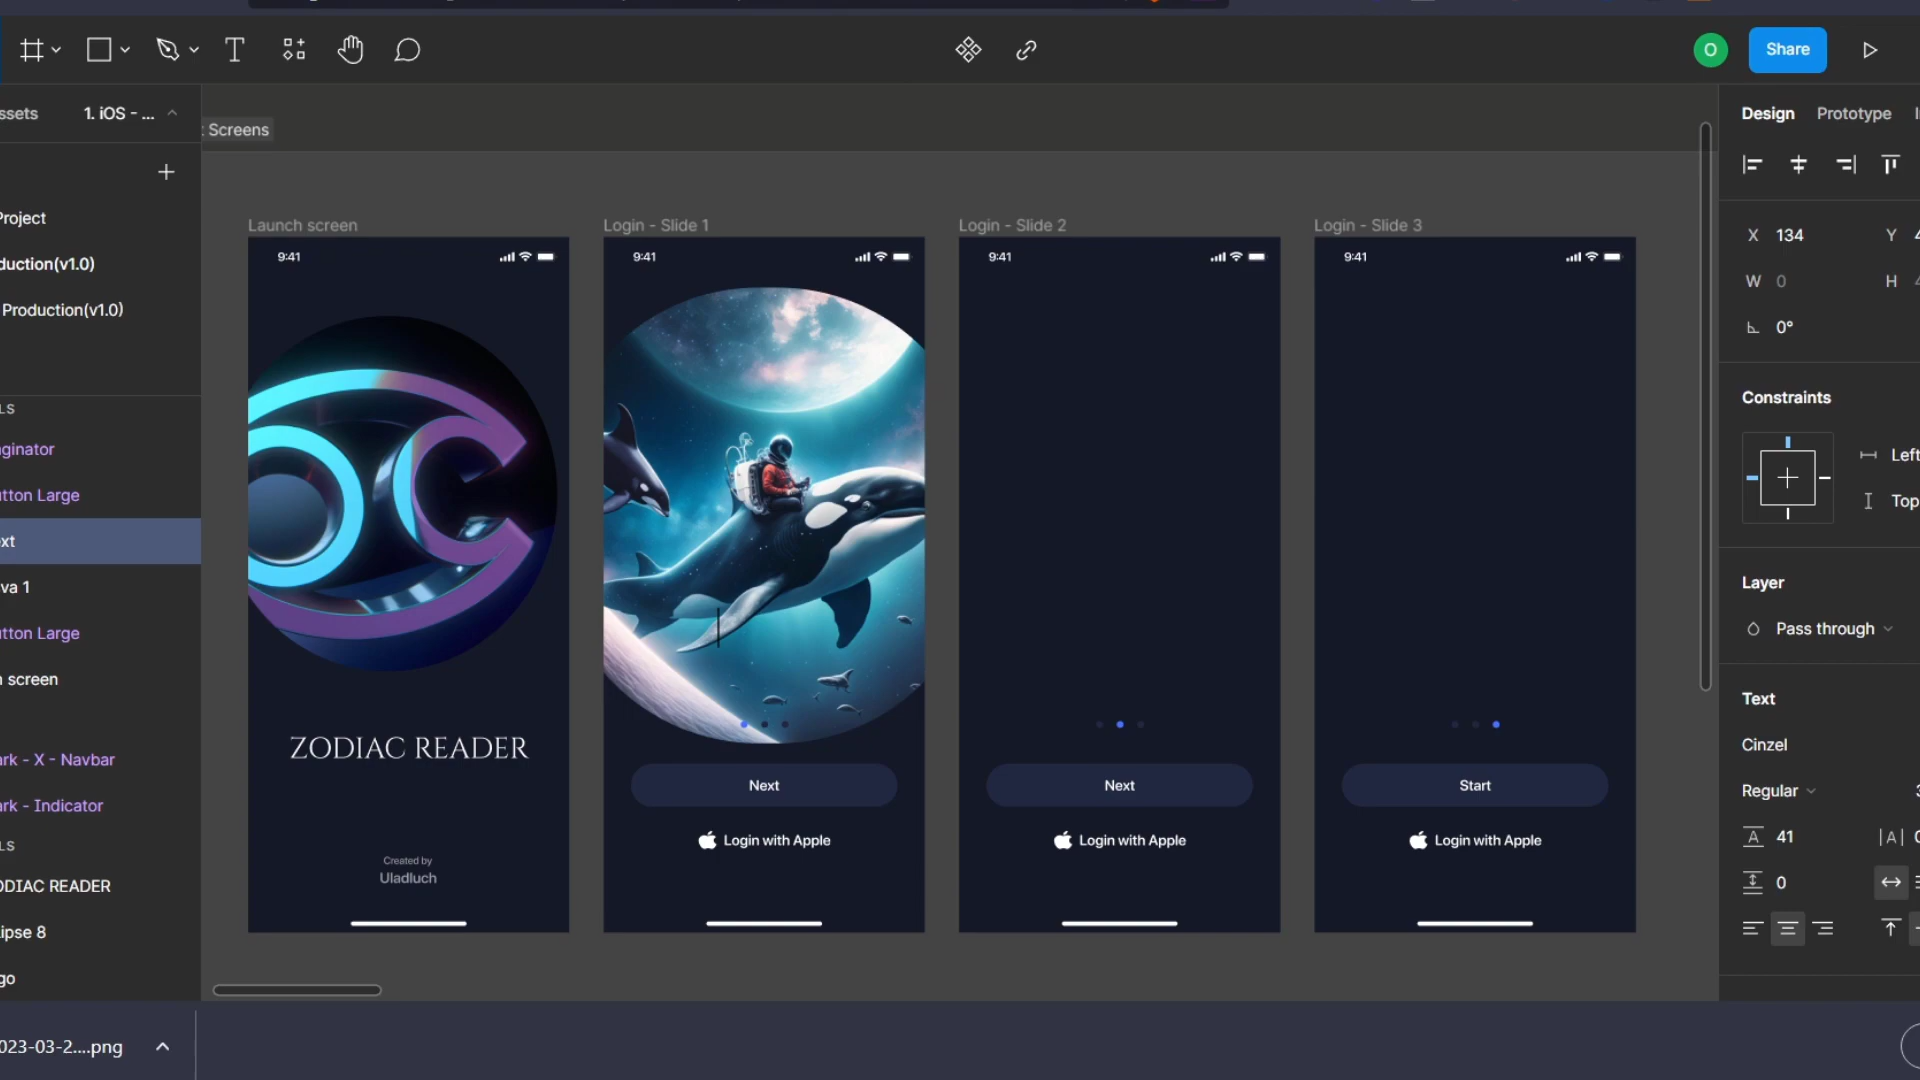 O
Share
ssets
1. iOS - ...
Screens
Design
Prototype
Project
duction(v1.0)
Production(v1.0)
LS
ginator
tton Large
xt
va 1
tton Large
n screen
ark - X - Navbar
ark - Indicator
LS
ODIAC READER
ipse 8
go
Launch screen
9:41
ZODIAC READER
Created by
Uladluch
Login - Slide 1
9:41
Next
Login with Apple
Login - Slide 2
9:41
Next
Login with Apple
Login - Slide 3
9:41
Start
Login with Apple
X 134
Y
W 0
H
0°
Constraints
Left
Top
Layer
Pass through
Text
Cinzel
Regular
A 41
|A|
0
023-03-2....png